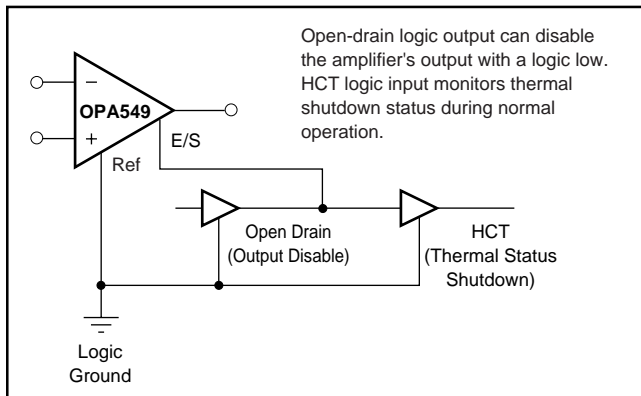 Open-drain logic output can disable
the amplifier's output with a logic low.
HCT logic input monitors thermal
shutdown status during normal
operation.
–
OPA549
+
E/S
Ref
Open Drain
(Output Disable)
HCT
(Thermal Status
Shutdown)
Logic
Ground